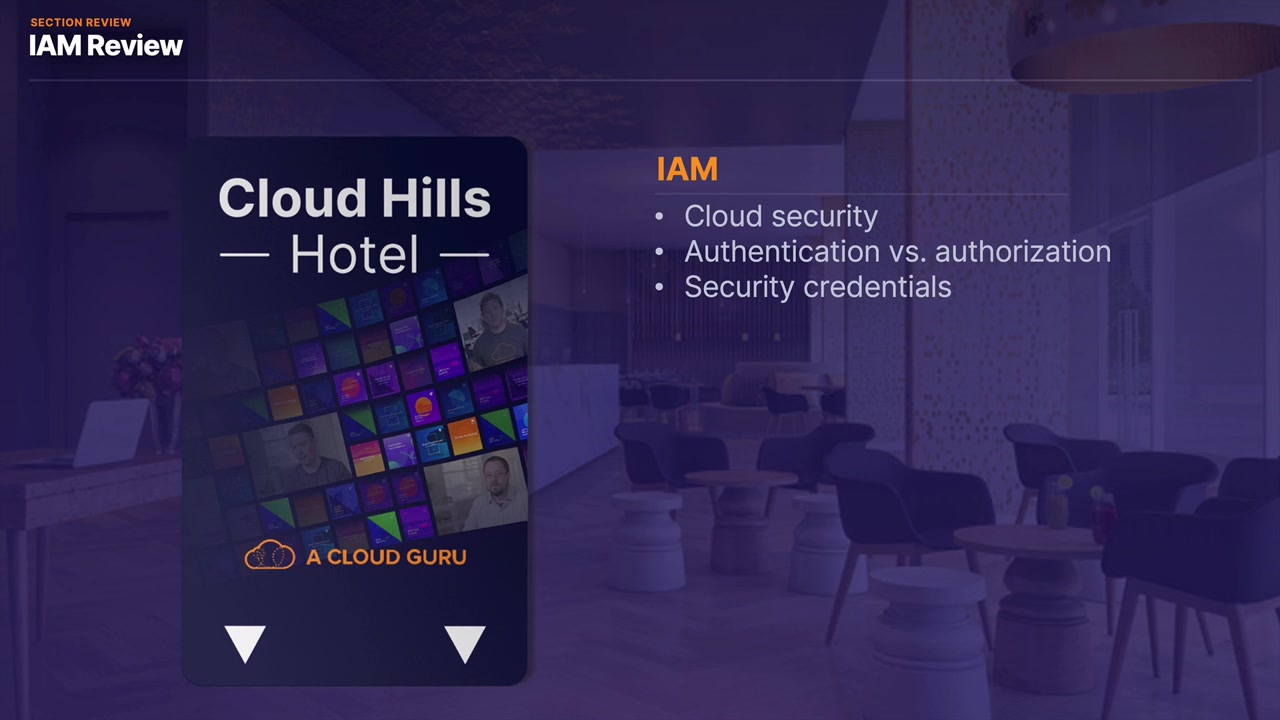 SECTION REVIEW
IAM Review
Cloud Hills
Hotel
A CLOUD GURU
IAM
• Cloud security
• Authentication vs. authorization
• Security credentials